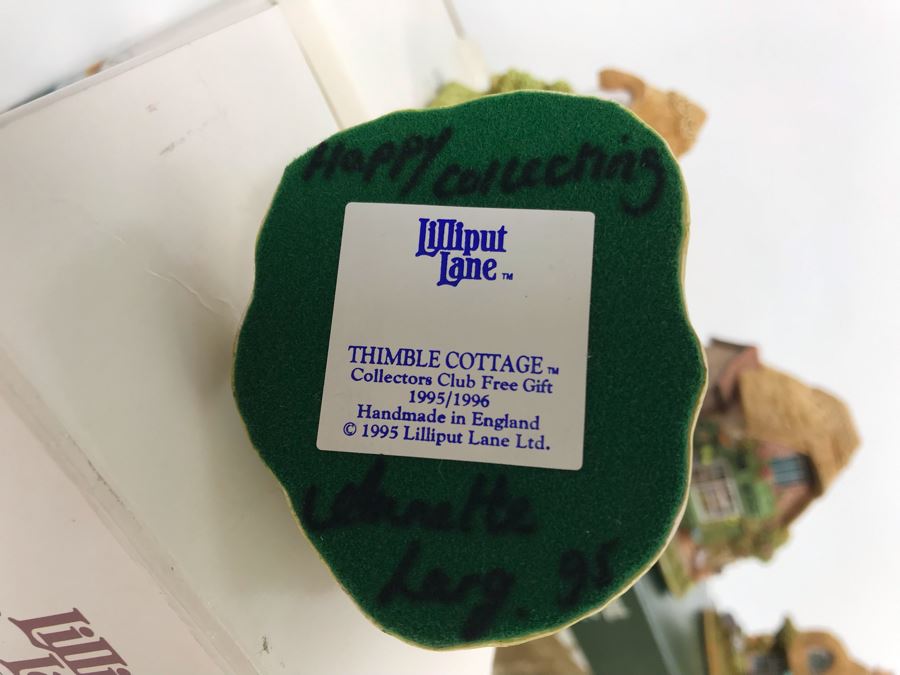 Happy collecting
Lilliput
Lane™
THIMBLE COTTAGE™
Collectors Club Free Gift
1995/1996
Handmade in England
© 1995 Lilliput Lane Ltd.
95
Lilli